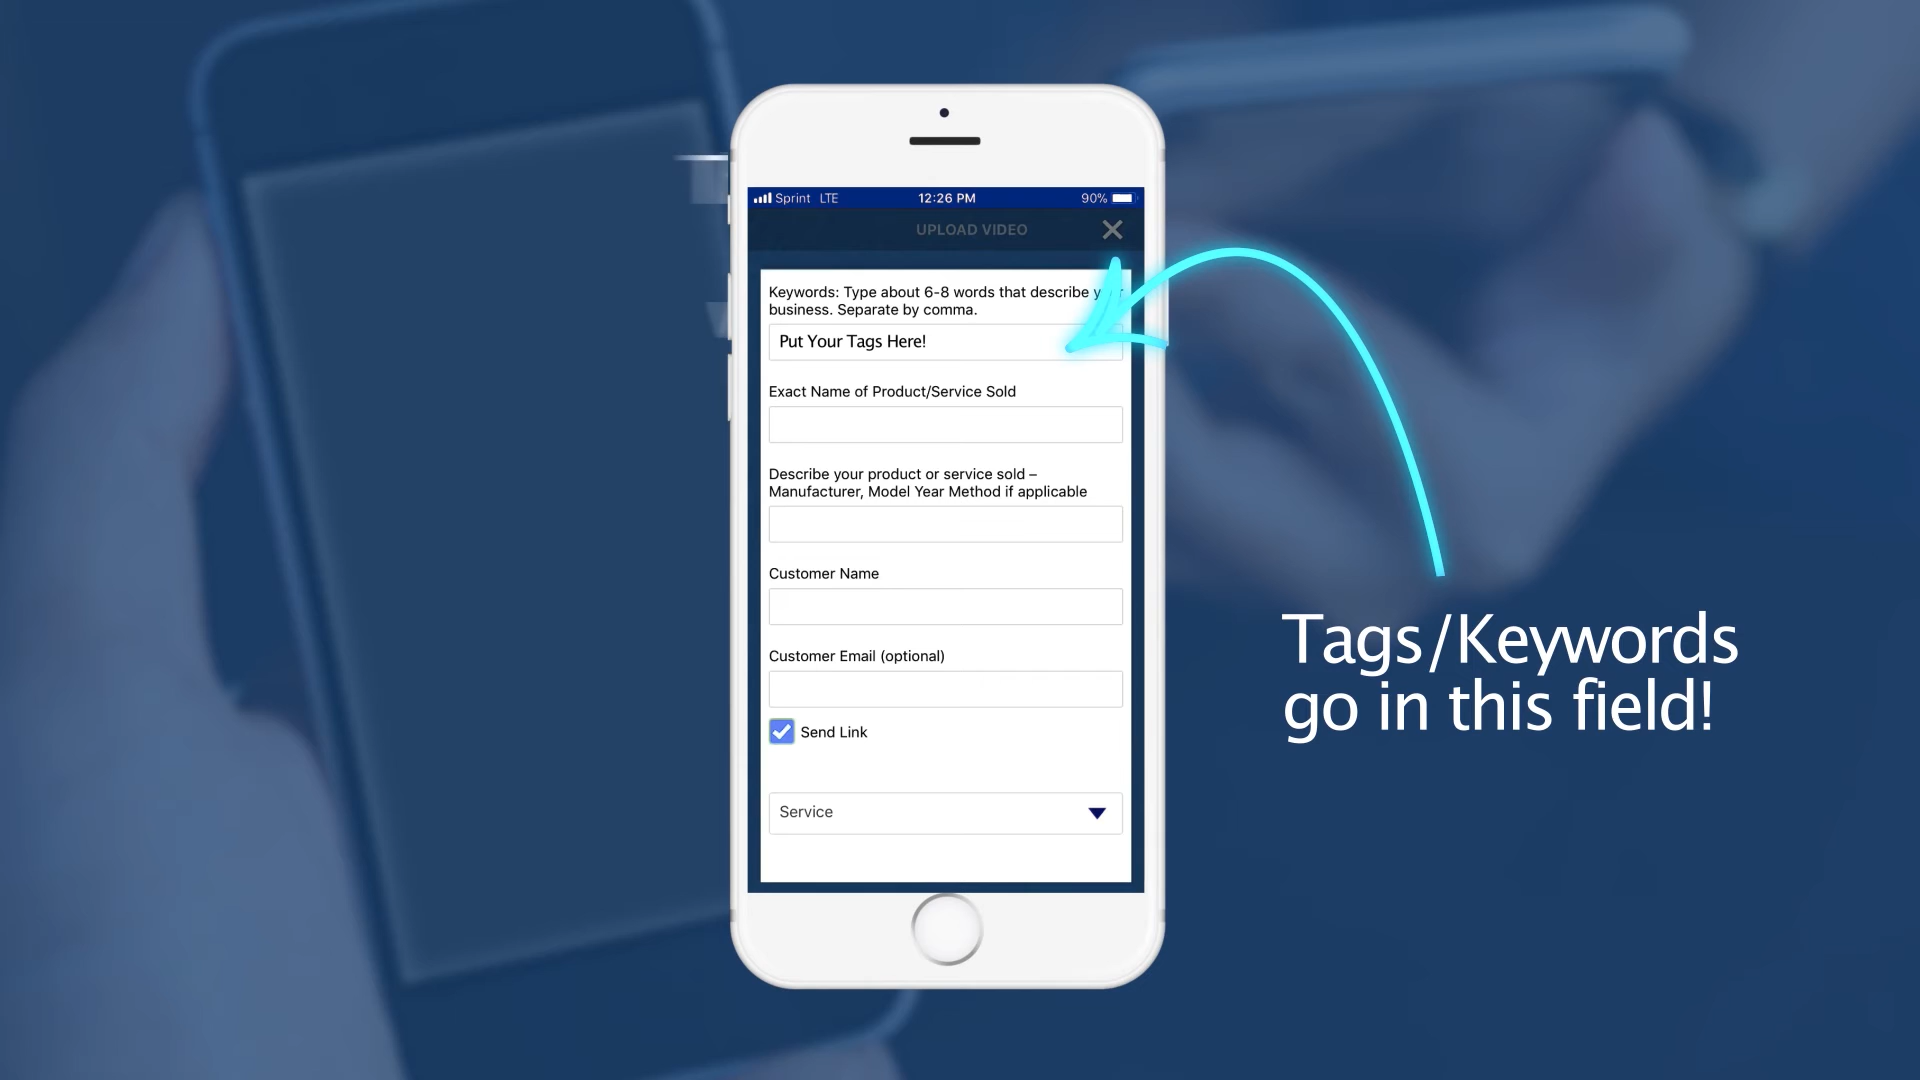 Sprint LTE 12:26 PM 90%
UPLOAD VIDEO
Keywords: Type about 6-8 words that describe
business. Separate by comma.
Put Your Tags Here!
Exact Name of Product/Service Sold
Describe your product or service sold –
Manufacturer, Model Year Method if applicable
Customer Name
Customer Email (optional)
Send Link
Service
Tags/Keywords
go in this field!